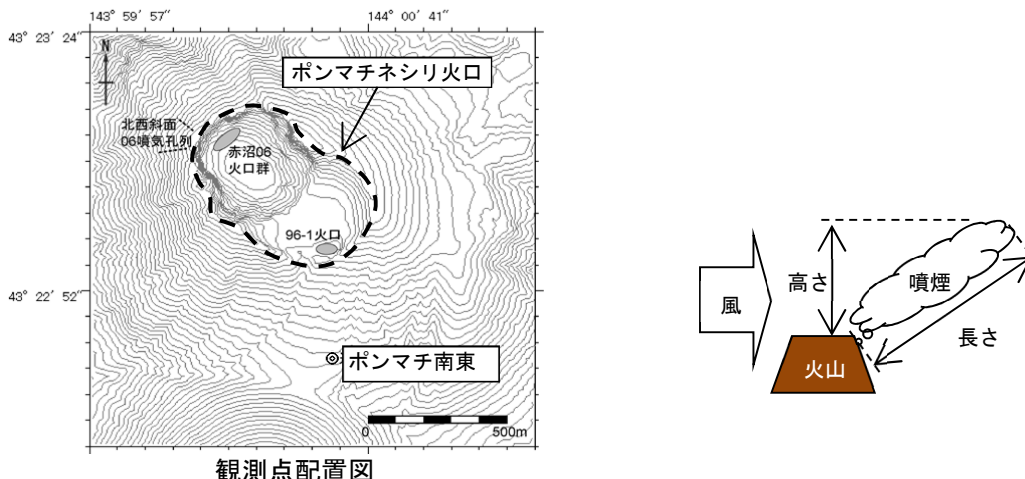 143° 59′ 57″
144° 00′ 41″
43° 23′ 24″
N
ポンマチネシリ火口
北西斜面
06噴気孔列
赤沼06
火口群
96-1火口
43° 22′ 52″
ポンマチ南東
0
500m
観測点配置図
風
高さ
噴煙
長さ
火山